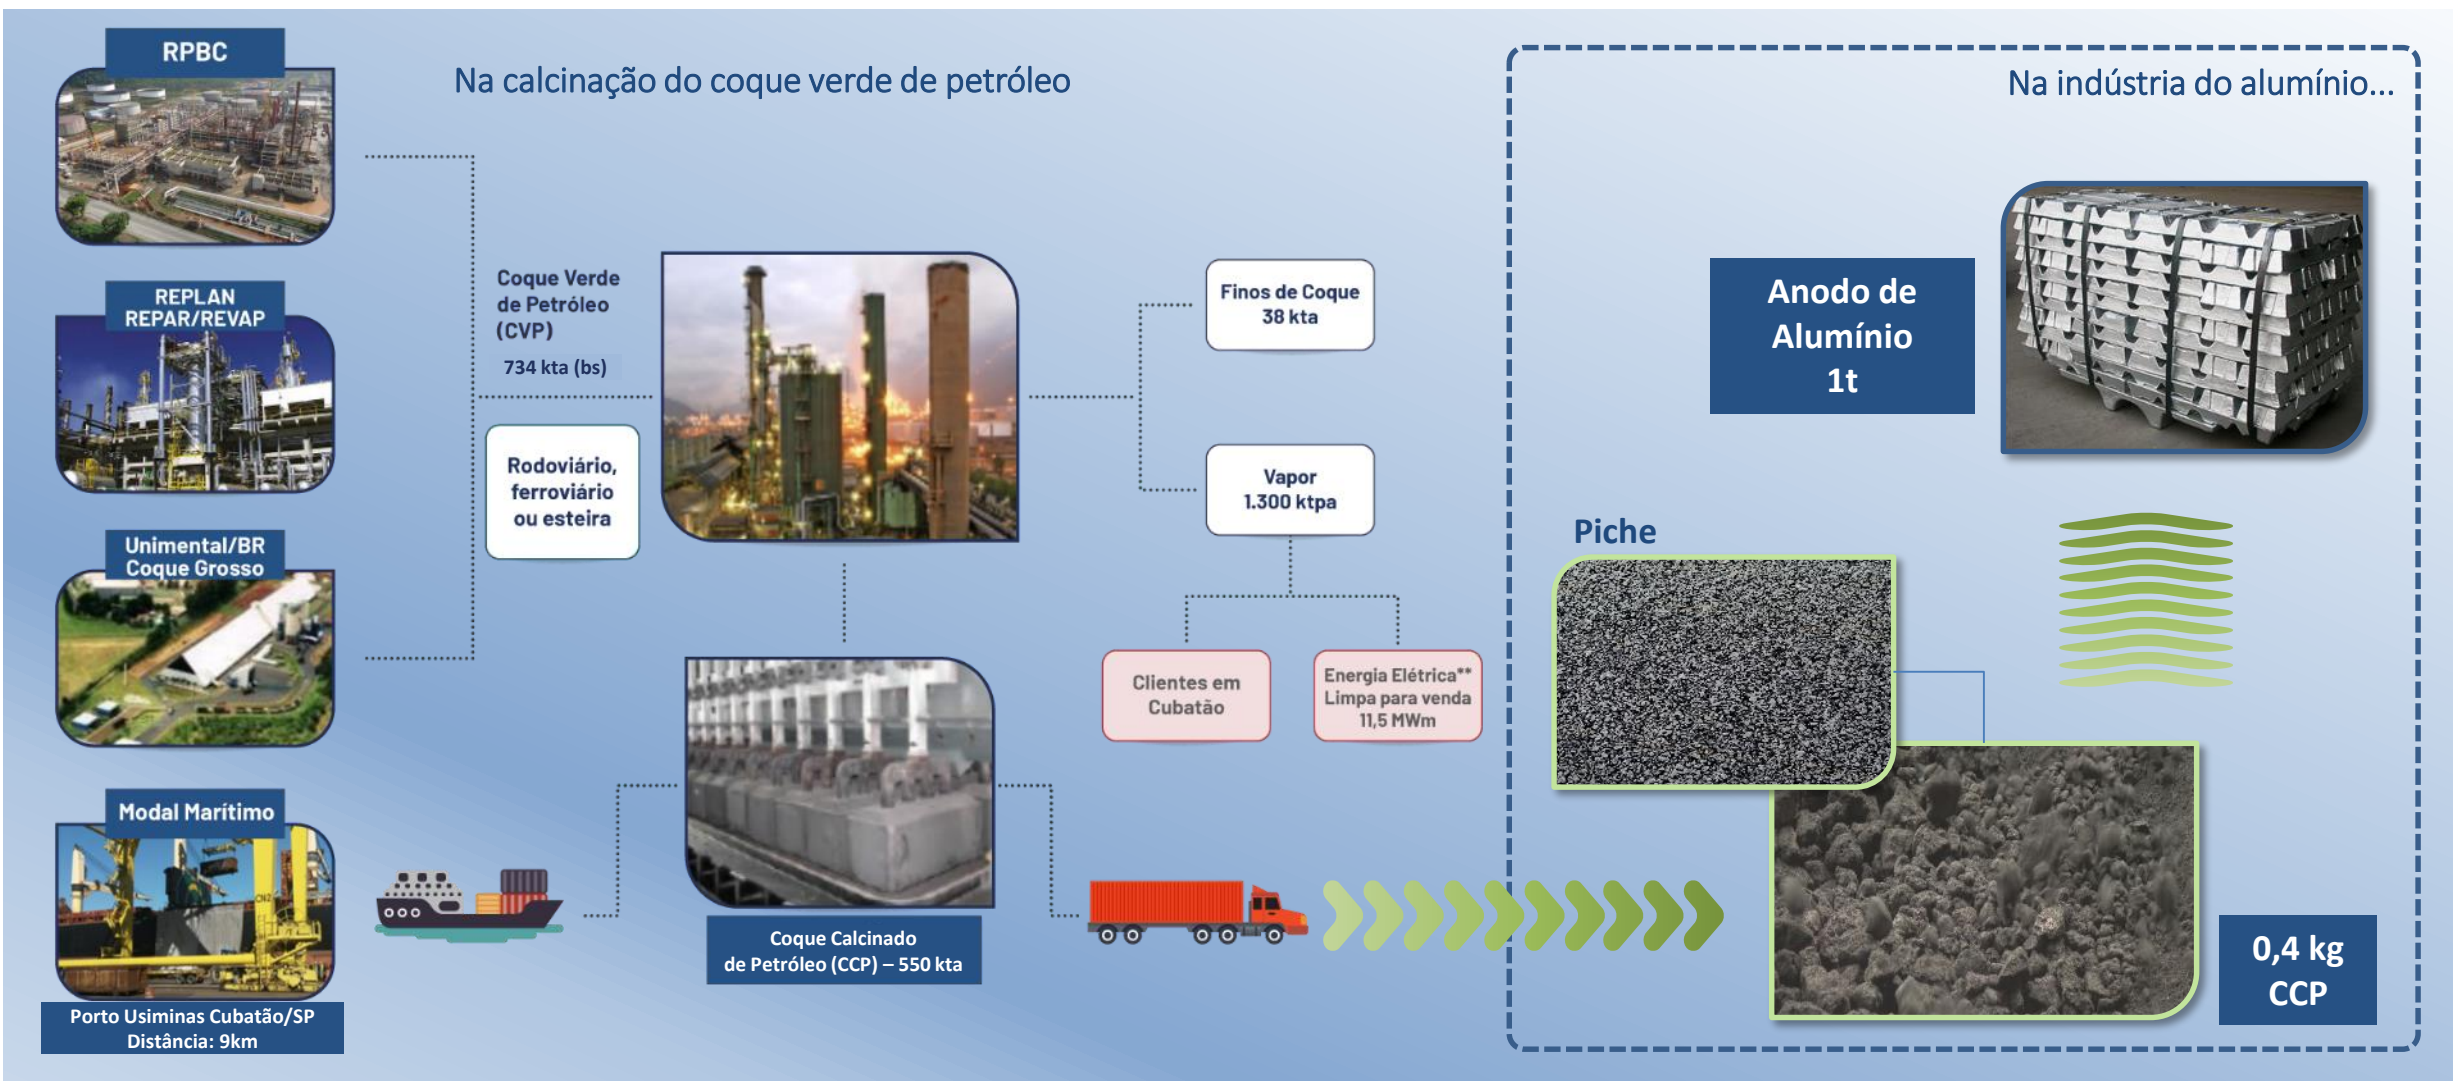 RPBC
Na calcinação do coque verde de petróleo
Na indústria do alumínio...
REPLAN
REPAR/REVAP
Coque Verde
de Petróleo
(CVP)
734 kta (bs)
Rodoviário,
ferroviário
ou esteira
Finos de Coque
38 kta
Vapor
1.300 ktpa
Anodo de
Alumínio
1t
Unimental/BR
Coque Grosso
Piche
Clientes em
Cubatão
Energia Elétrica**
Limpa para venda
11,5 MWm
Modal Marítimo
CN2
Porto Usiminas Cubatão/SP
Distância: 9km
Coque Calcinado
de Petróleo (CCP) – 550 kta
0,4 kg
CCP